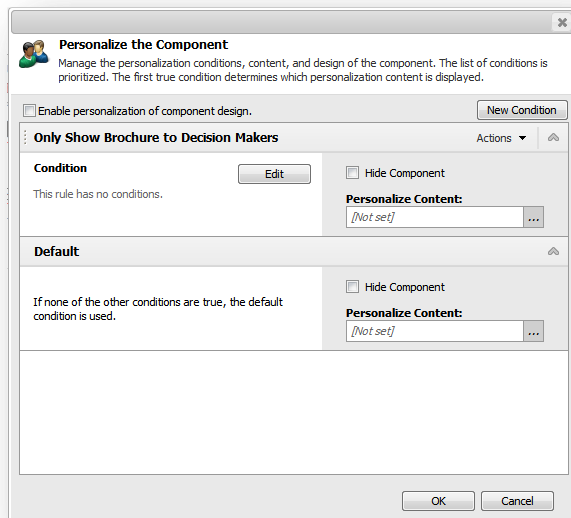 Personalize the Component
Manage the personalization conditions, content, and design of the component. The list of conditions is
prioritized. The first true condition determines which personalization content is displayed.
Enable personalization of component design.
New Condition
Only Show Brochure to Decision Makers
Actions
Condition
Edit
This rule has no conditions.
Hide Component
Personalize Content:
[Not set]
...
Default
If none of the other conditions are true, the default
condition is used.
Hide Component
Personalize Content:
[Not set]
...
OK
Cancel